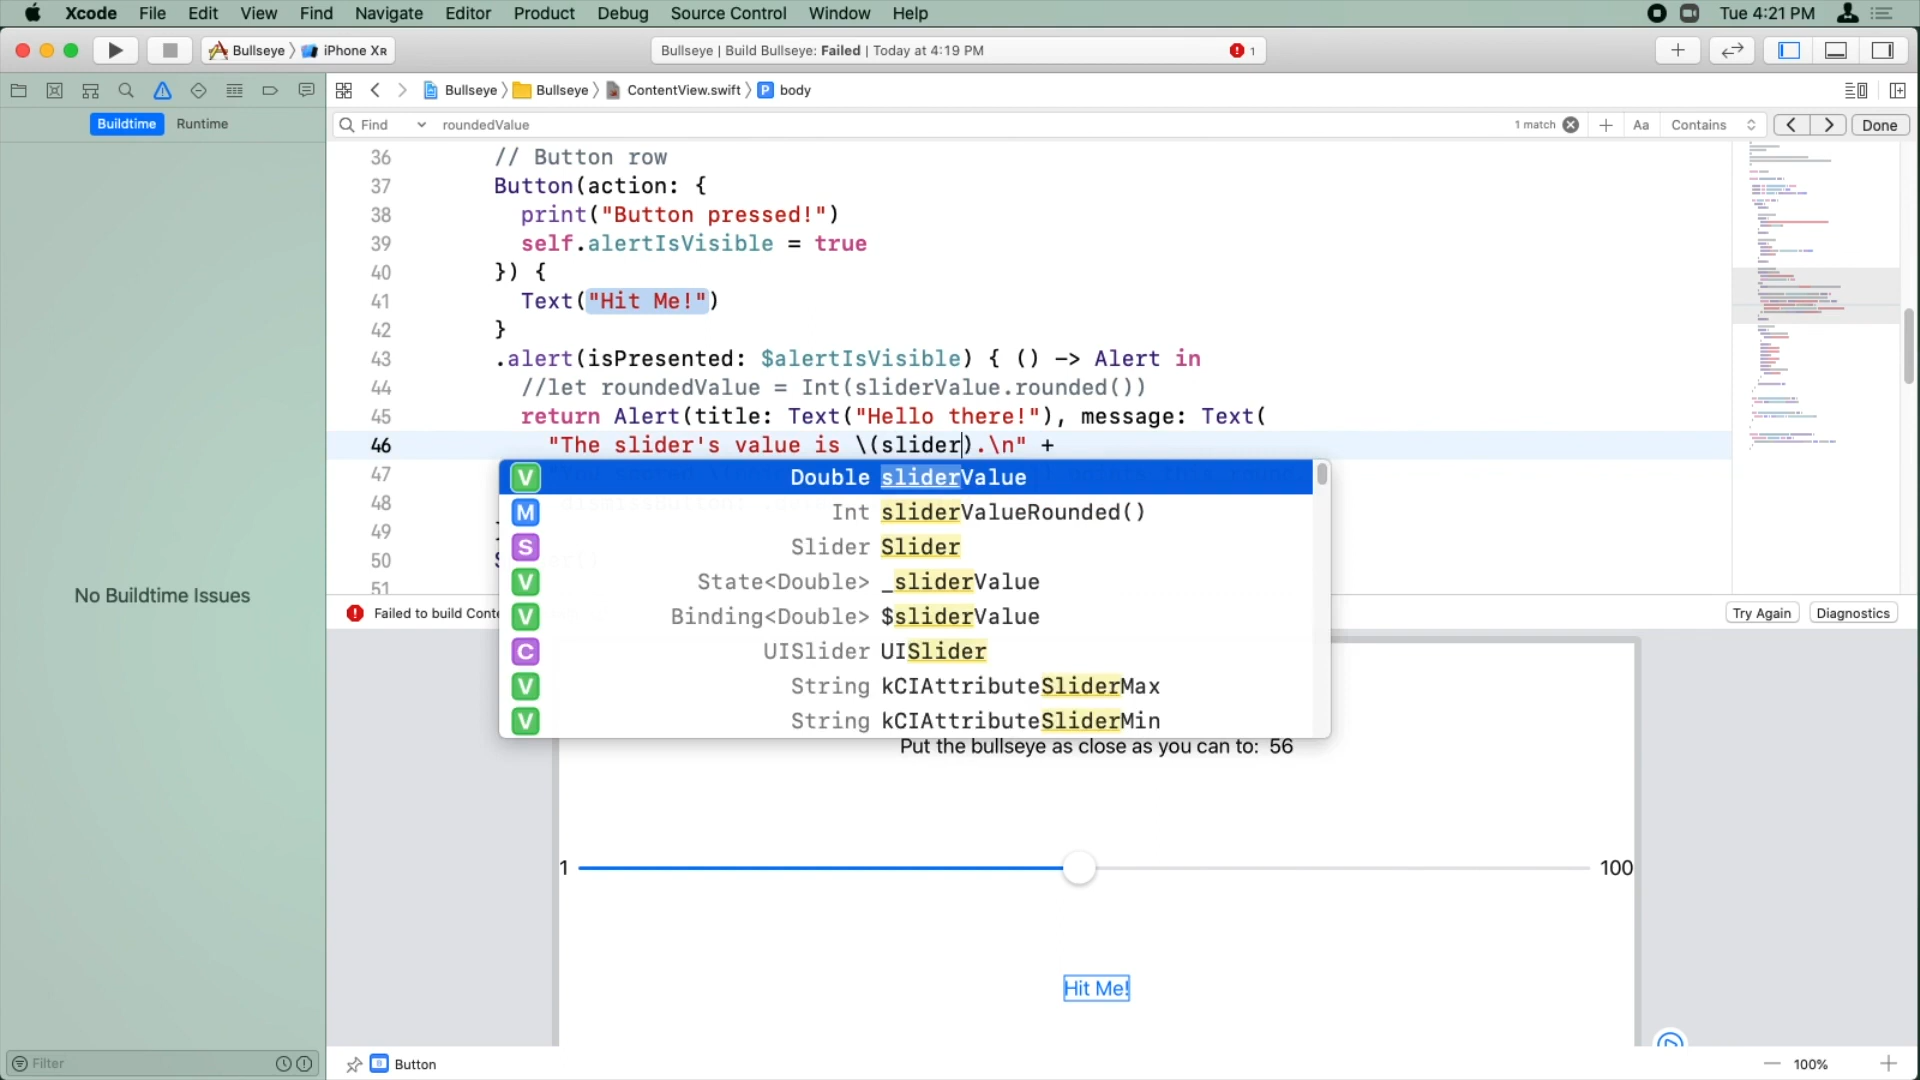 Xcode File Edit View Find Navigate Editor Product Debug Source Control Window Help Tue 4:21 PM
Bullseye iPhone XR Bullseye | Build Bullseye: Failed | Today at 4:19 PM 1
Bullseye Bullseye ContentView.swift P body
Buildtime Runtime
Find roundedValue 1 match Aa Contains Done
36 // Button row
37 Button(action: {
38 print("Button pressed!")
39 self.alertIsVisible = true
40 }) {
41 Text("Hit Me!")
42 }
43 .alert(isPresented: $alertIsVisible) { () -> Alert in
44 //let roundedValue = Int(sliderValue.rounded())
45 return Alert(title: Text("Hello there!"), message: Text(
46 "The slider's value is \(slider).\n" +
47
48
49
50
51
V Double sliderValue
M Int sliderValueRounded()
S Slider Slider
V State<Double> _sliderValue
V Binding<Double> $sliderValue
C UISlider UISlider
V String kCIAttributeSliderMax
V String kCIAttributeSliderMin
No Buildtime Issues
Failed to build Conte
Try Again Diagnostics
Put the bullseye as close as you can to: 56
1 100
Hit Me!
Filter
Button 100%